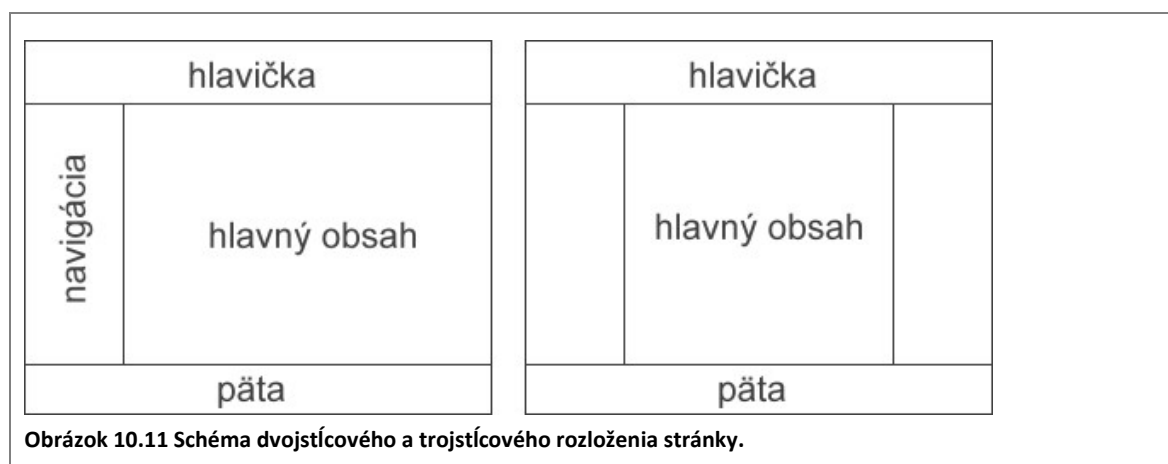 hlavička
navigácia
hlavný obsah
päta
hlavička
hlavný obsah
päta
Obrázok 10.11 Schéma dvojstĺcového a trojstĺcového rozloženia stránky.